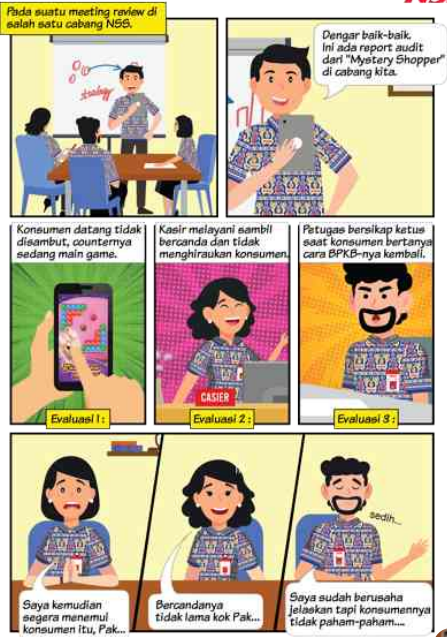 NSS
Pada suatu meeting review di
salah satu cabang NSS.
strategy
Dengar baik-baik.
Ini ada report audit
dari "Mystery Shopper"
di cabang kita.
Konsumen datang tidak
disambut, counternya
sedang main game.
Kasir melayani sambil
bercanda dan tidak
menghiraukan konsumen.
Petugas bersikap ketus
saat konsumen bertanya
cara BPKB-nya kembali.
CASIER
Evaluasi 1 :
Evaluasi 2 :
Evaluasi 3 :
Saya kemudian
segera menemui
konsumen itu, Pak...
Bercandanya
tidak lama kok Pak...
sedih...
Saya sudah berusaha
jelaskan tapi konsumennya
tidak paham-paham....